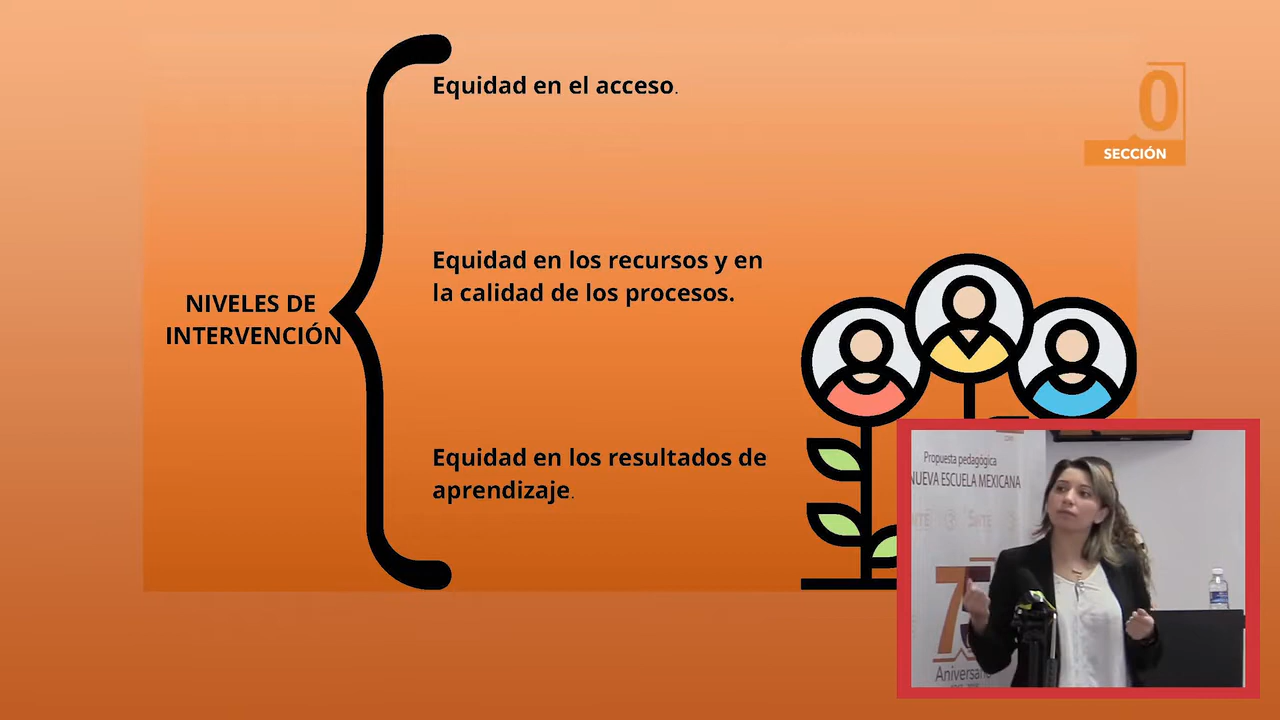 Equidad en el acceso.
0
SECCIÓN
Equidad en los recursos y en
la calidad de los procesos.
NIVELES DE
INTERVENCIÓN
Equidad en los resultados de
aprendizaje.
Propuesta pedagógica
NUEVA ESCUELA MEXICANA
SNTE
75
Aniversario